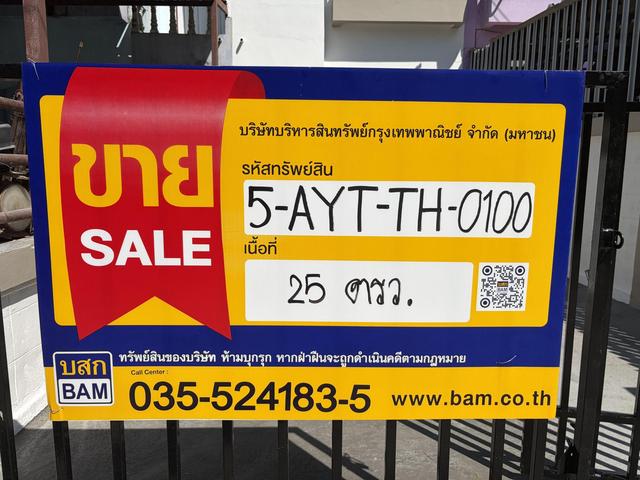 บริษัทบริหารสินทรัพย์กรุงเทพพาณิชย์ จำกัด (มหาชน)
ขาย
SALE
รหัสทรัพย์สิน
5-AYT-TH-0100
เนื้อที่
25 ตรว.
BAM
ทรัพย์สินของบริษัท ห้ามบุกรุก หากฝ่าฝืนจะถูกดำเนินคดีตามกฎหมาย
บสก
BAM
Call Center :
035-524183-5
www.bam.co.th